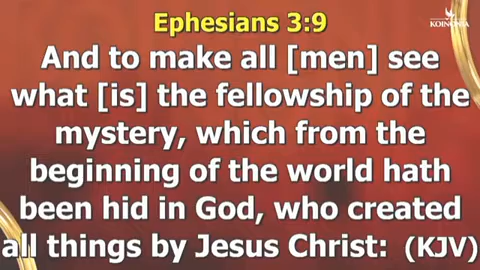 Ephesians 3:9
KOINONIA
And to make all [men] see
what [is] the fellowship of the
mystery, which from the
beginning of the world hath
been hid in God, who created
all things by Jesus Christ: (KJV)